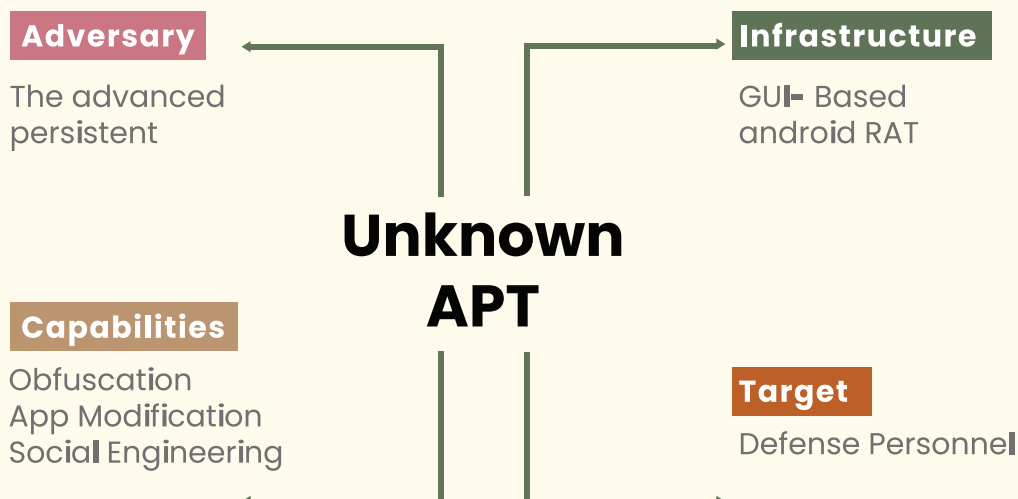 Adversary
The advanced
persistent
Infrastructure
GUI- Based
android RAT
Unknown
APT
Capabilities
Obfuscation
App Modification
Social Engineering
Target
Defense Personnel